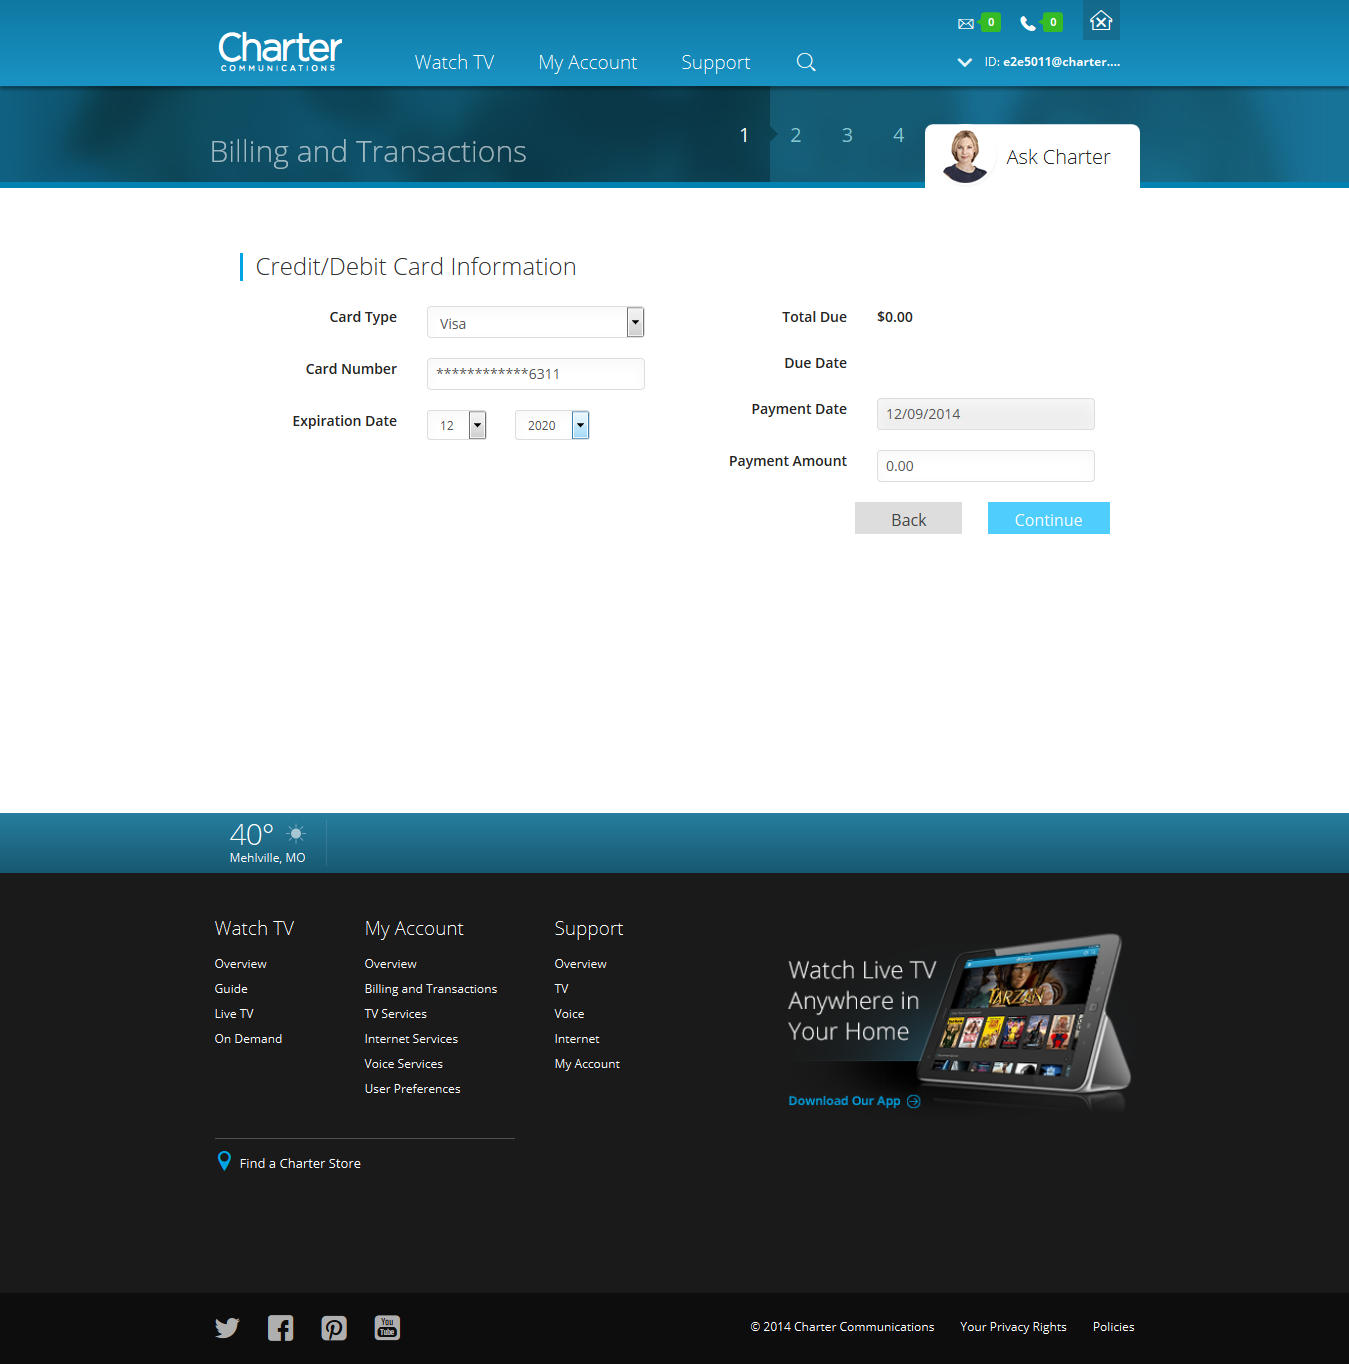 0
0
Charter
COMMUNICATIONS
Watch TV
My Account
Support
ID: e2e5011@charter....
Billing and Transactions
1
2
3
4
Ask Charter
Credit/Debit Card Information
Card Type
Visa
Card Number
************6311
Expiration Date
12
2020
Total Due
$0.00
Due Date
Payment Date
12/09/2014
Payment Amount
0.00
Back
Continue
40°
Mehlville, MO
Watch TV
Overview
Guide
Live TV
On Demand
My Account
Overview
Billing and Transactions
TV Services
Internet Services
Voice Services
User Preferences
Support
Overview
TV
Voice
Internet
My Account
Watch Live TV
Anywhere in
Your Home
TARZAN
Download Our App
Find a Charter Store
You
Tube
© 2014 Charter Communications
Your Privacy Rights
Policies